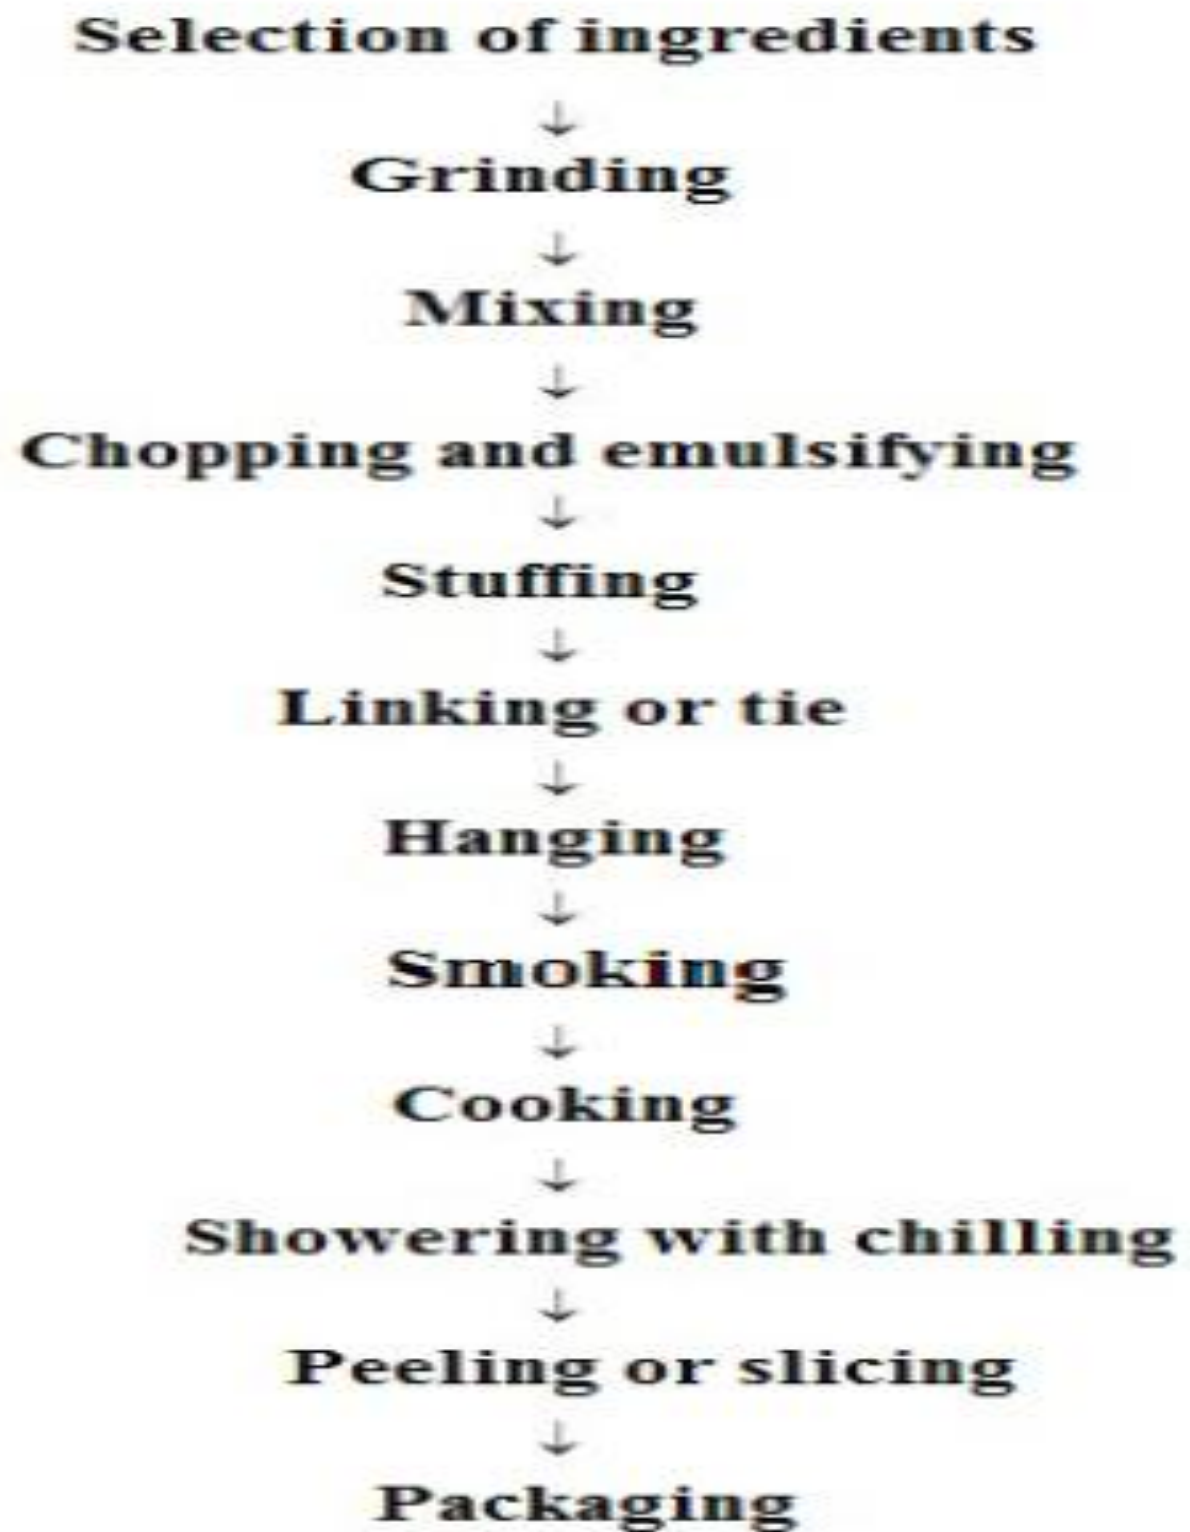 Selection of ingredients
↓
Grinding
↓
Mixing
↓
Chopping and emulsifying
↓
Stuffing
↓
Linking or tie
↓
Hanging
↓
Smoking
↓
Cooking
↓
Showering with chilling
↓
Peeling or slicing
↓
Packaging